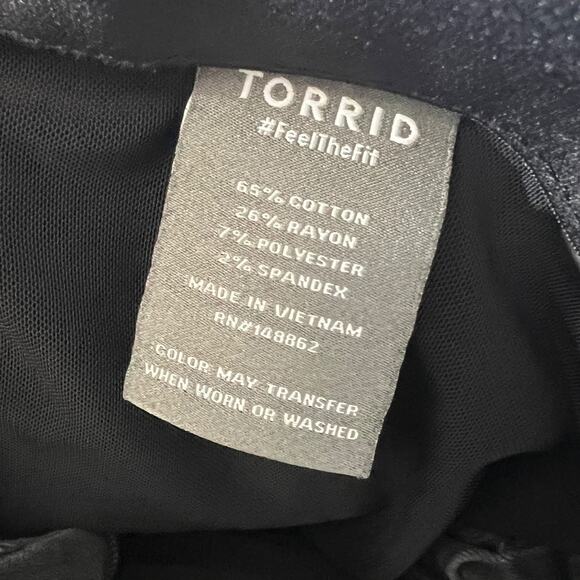 TORRID
#FeelTheFit
65% COTTON
26% RAYON
7% POLYESTER
2% SPANDEX
MADE IN VIETNAM
RN#148862
COLOR MAY TRANSFER
WHEN WORN OR WASHED